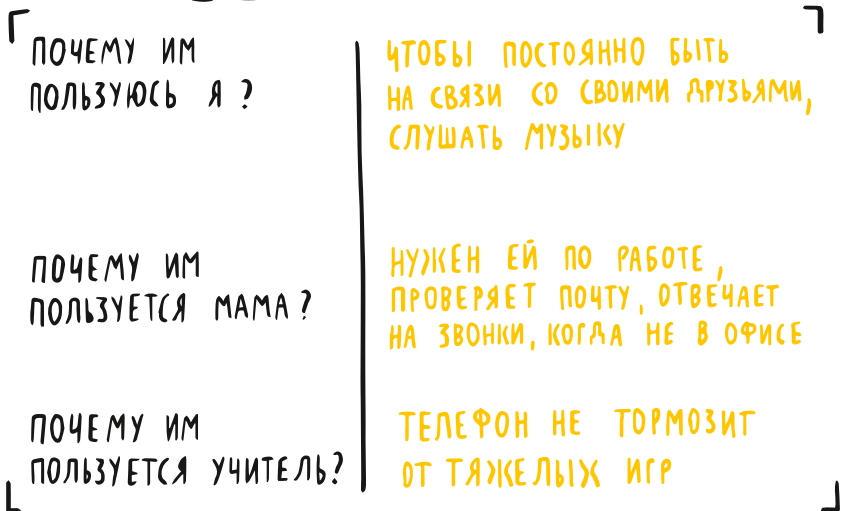 ПОЧЕМУ ИМ
ПОЛЬЗУЮСЬ Я?
ЧТОБЫ ПОСТОЯННО БЫТЬ
НА СВЯЗИ СО СВОИМИ ДРУЗЬЯМИ,
СЛУШАТЬ МУЗЫКУ
ПОЧЕМУ ИМ
ПОЛЬЗУЕТСЯ МАМА?
НУЖЕН ЕЙ ПО РАБОТЕ,
ПРОВЕРЯЕТ ПОЧТУ, ОТВЕЧАЕТ
НА ЗВОНКИ, КОГДА НЕ В ОФИСЕ
ПОЧЕМУ ИМ
ПОЛЬЗУЕТСЯ УЧИТЕЛЬ?
ТЕЛЕФОН НЕ ТОРМОЗИТ
ОТ ТЯЖЕЛЫХ ИГР